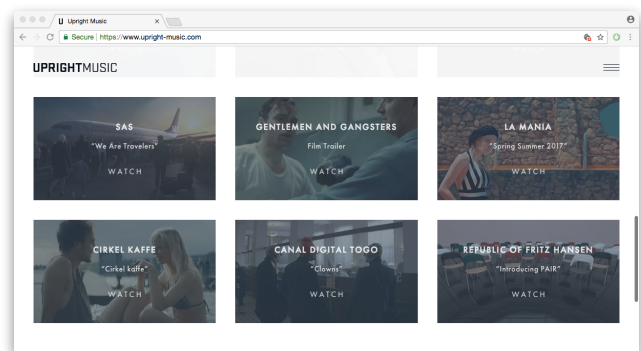 Upright Music
Secure | https://www.upright-music.com
UPRIGHTMUSIC
SAS
“We Are Travelers”
WATCH
GENTLEMEN AND GANGSTERS
Film Trailer
WATCH
LA MANIA
“Spring Summer 2017”
WATCH
CIRKEL KAFFE
“Cirkel kaffe”
WATCH
CANAL DIGITAL TOGO
“Clowns”
WATCH
REPUBLIC OF FRITZ HANSEN
“Introducing PAIR”
WATCH